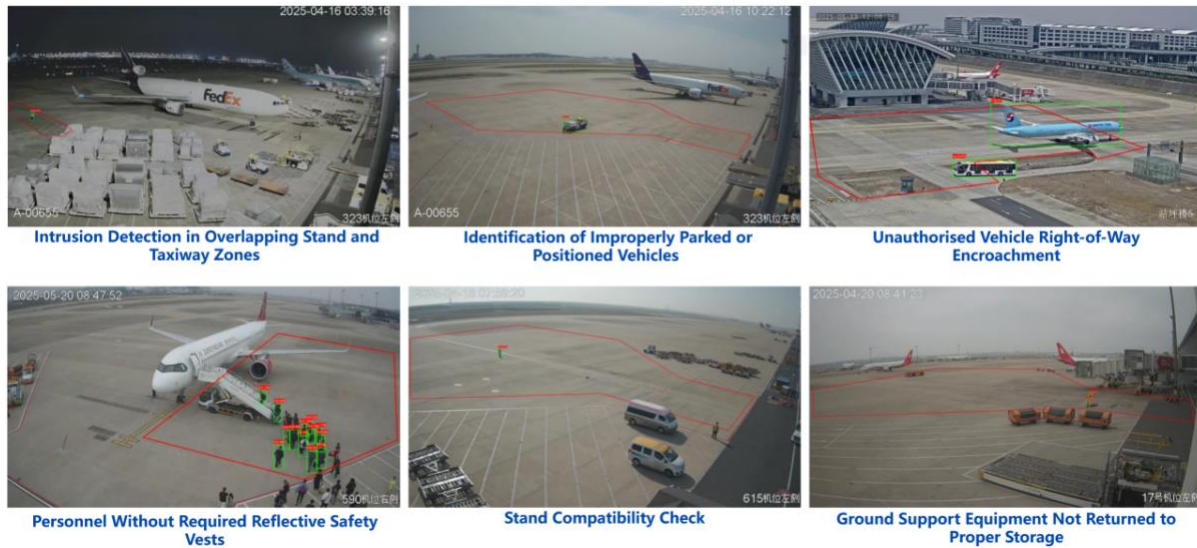 2025-04-16 03:39:16
FedEx
A-00655
323机位左侧
Intrusion Detection in Overlapping Stand and
Taxiway Zones
2025-04-16 10:22:12
FedEx
A-00655
323机位左侧
Identification of Improperly Parked or
Positioned Vehicles
Unauthorised Vehicle Right-of-Way
Encroachment
2025-05-20 08:47:52
590机位右侧
Personnel Without Required Reflective Safety
Vests
615机位左侧
Stand Compatibility Check
2025-04-20 08:41:23
17号机位左侧
Ground Support Equipment Not Returned to
Proper Storage